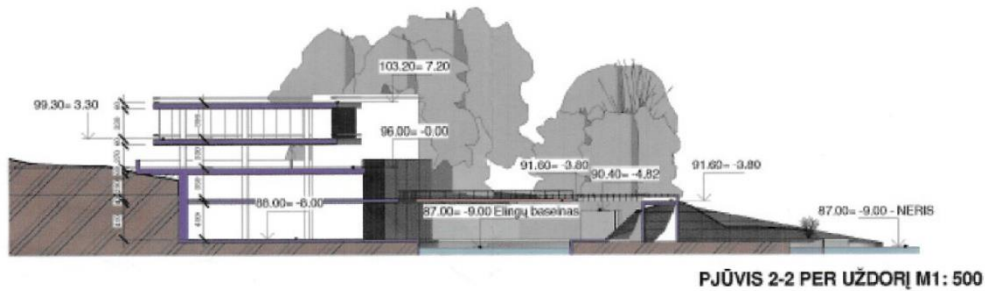 103.20= 7.20
99.30= 3.30
96.00= -0.00
91.60= -3.80
90.40= -4.82
91.60= -3.80
88.00= -8.00
87.00= -9.00 Elingų baseinas
87.00= -9.00 - NERIS
PJŪVIS 2-2 PER UŽDORĮ M1: 500